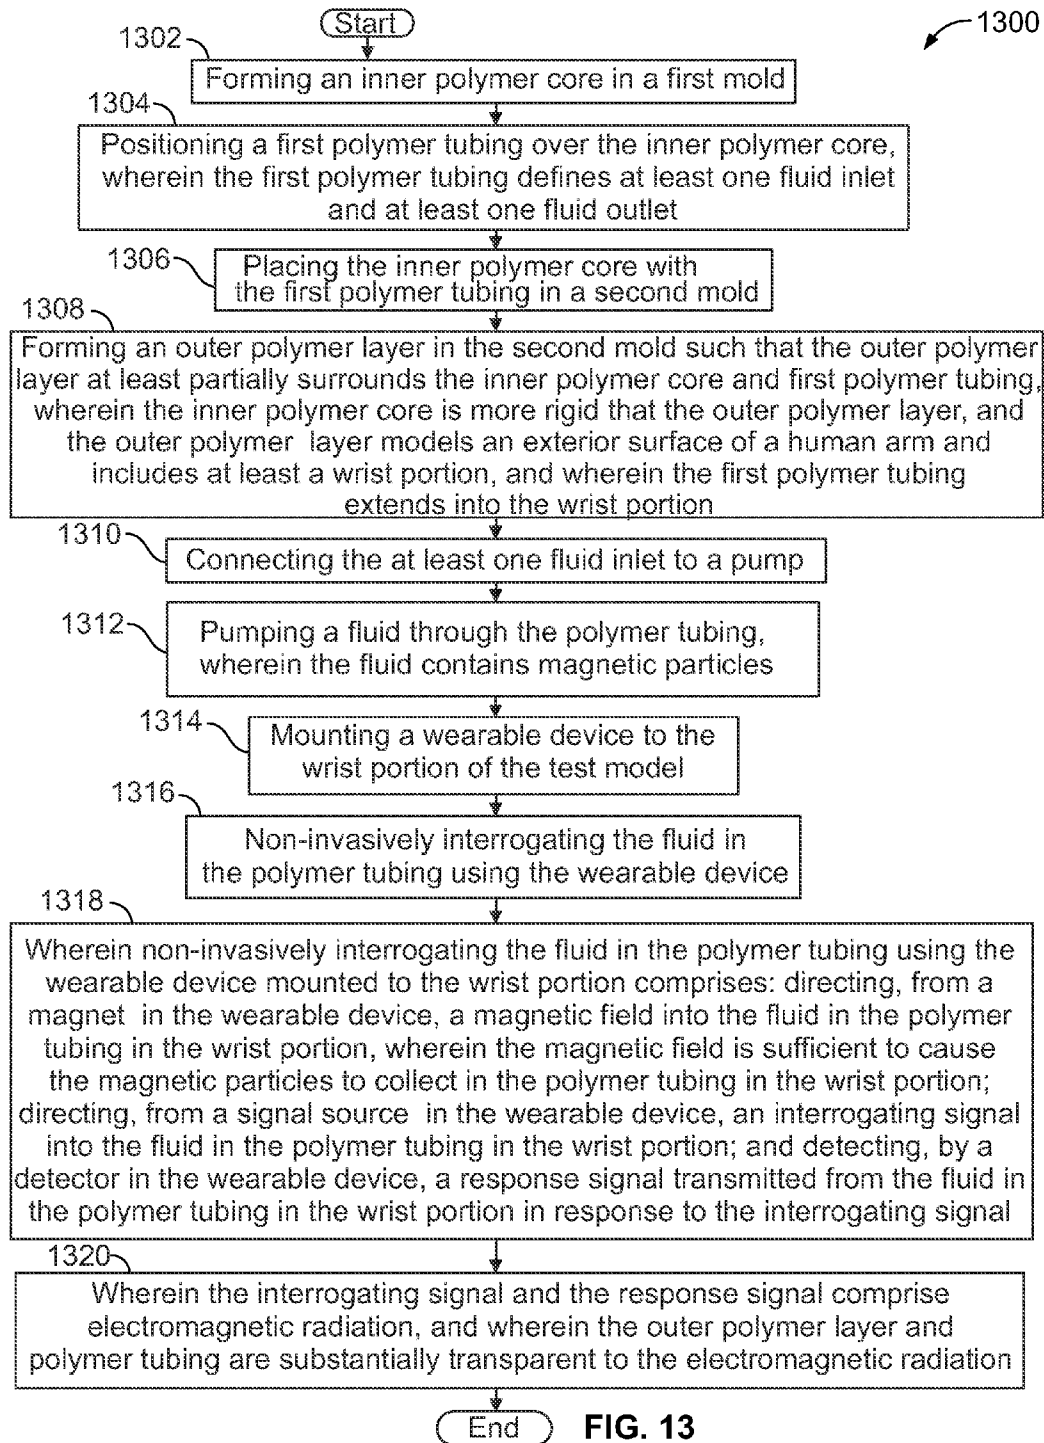 Start
1300
1302
Forming an inner polymer core in a first mold
1304
Positioning a first polymer tubing over the inner polymer core,
wherein the first polymer tubing defines at least one fluid inlet
and at least one fluid outlet
1306
Placing the inner polymer core with
the first polymer tubing in a second mold
1308
Forming an outer polymer layer in the second mold such that the outer polymer
layer at least partially surrounds the inner polymer core and first polymer tubing,
wherein the inner polymer core is more rigid that the outer polymer layer, and
the outer polymer layer models an exterior surface of a human arm and
includes at least a wrist portion, and wherein the first polymer tubing
extends into the wrist portion
1310
Connecting the at least one fluid inlet to a pump
1312
Pumping a fluid through the polymer tubing,
wherein the fluid contains magnetic particles
1314
Mounting a wearable device to the
wrist portion of the test model
1316
Non-invasively interrogating the fluid in
the polymer tubing using the wearable device
1318
Wherein non-invasively interrogating the fluid in the polymer tubing using the
wearable device mounted to the wrist portion comprises: directing, from a
magnet in the wearable device, a magnetic field into the fluid in the polymer
tubing in the wrist portion, wherein the magnetic field is sufficient to cause
the magnetic particles to collect in the polymer tubing in the wrist portion;
directing, from a signal source in the wearable device, an interrogating signal
into the fluid in the polymer tubing in the wrist portion; and detecting, by a
detector in the wearable device, a response signal transmitted from the fluid in
the polymer tubing in the wrist portion in response to the interrogating signal
1320
Wherein the interrogating signal and the response signal comprise
electromagnetic radiation, and wherein the outer polymer layer and
polymer tubing are substantially transparent to the electromagnetic radiation
End
FIG. 13